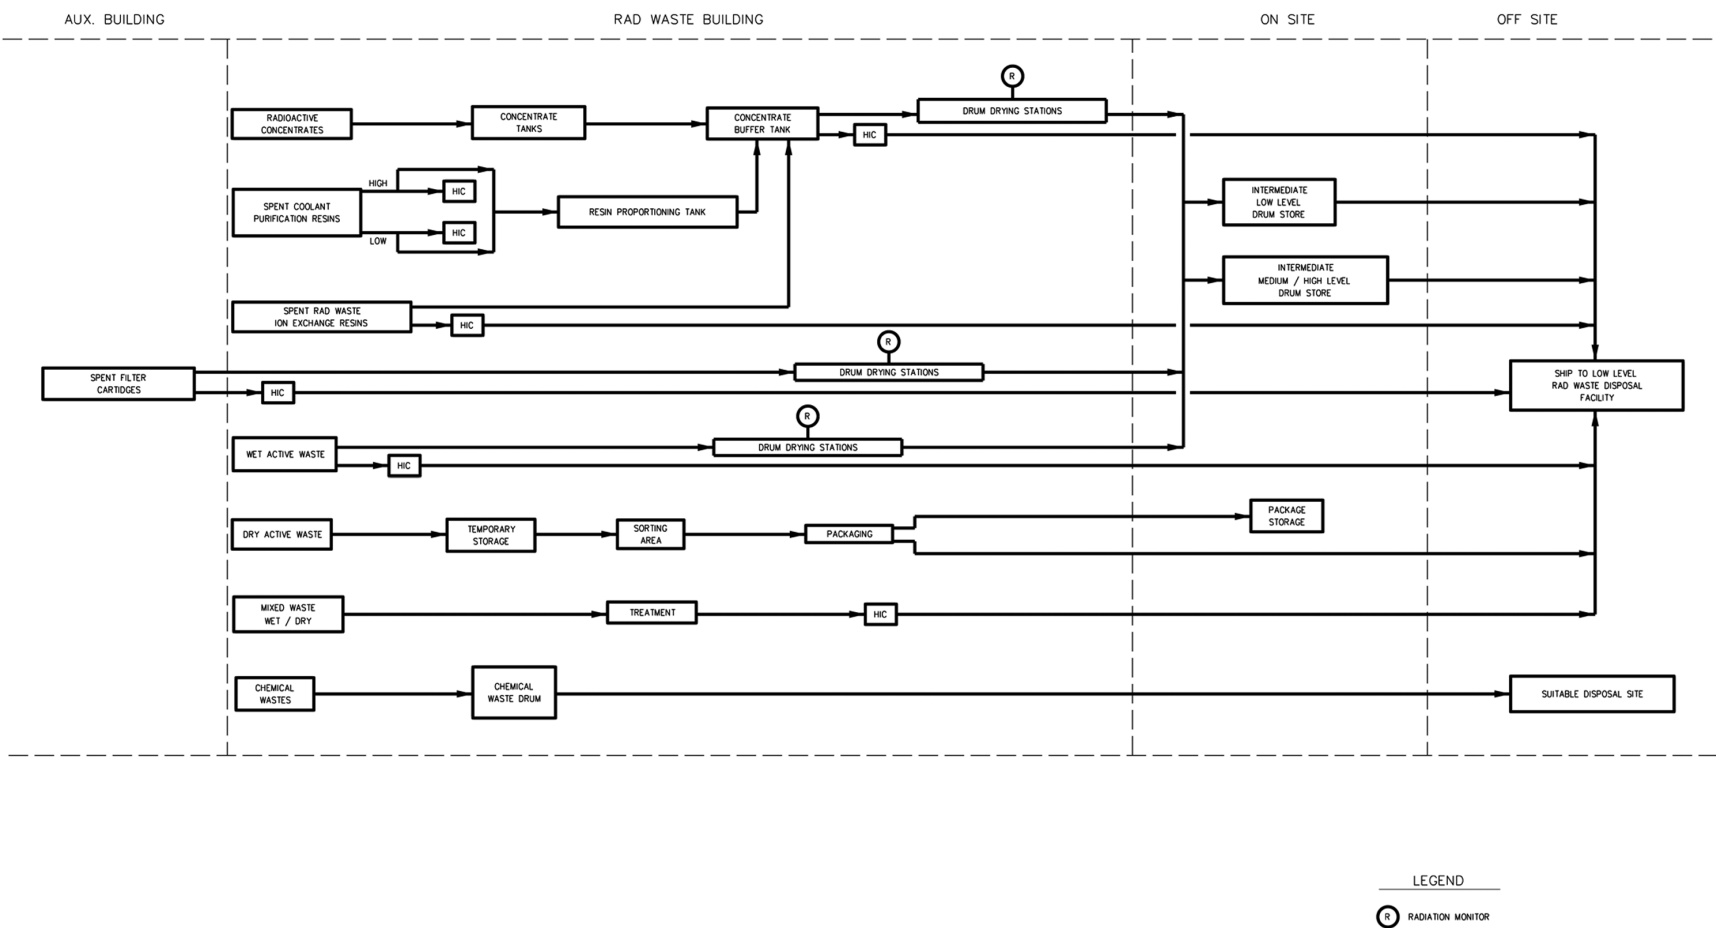 AUX. BUILDING
RAD WASTE BUILDING
ON SITE
OFF SITE
R
RADIOACTIVE
CONCENTRATES
CONCENTRATE
TANKS
CONCENTRATE
BUFFER TANK
DRUM DRYING STATIONS
HIC
SPENT COOLANT
PURIFICATION RESINS
HIGH
HIC
LOW
HIC
RESIN PROPORTIONING TANK
INTERMEDIATE
LOW LEVEL
DRUM STORE
INTERMEDIATE
MEDIUM / HIGH LEVEL
DRUM STORE
SPENT RAD WASTE
ION EXCHANGE RESINS
HIC
R
SPENT FILTER
CARTIDGES
HIC
DRUM DRYING STATIONS
SHIP TO LOW LEVEL
RAD WASTE DISPOSAL
FACILITY
R
WET ACTIVE WASTE
HIC
DRUM DRYING STATIONS
DRY ACTIVE WASTE
TEMPORARY
STORAGE
SORTING
AREA
PACKAGING
PACKAGE
STORAGE
MIXED WASTE
WET / DRY
TREATMENT
HIC
CHEMICAL
WASTES
CHEMICAL
WASTE DRUM
SUITABLE DISPOSAL SITE
LEGEND
R RADIATION MONITOR